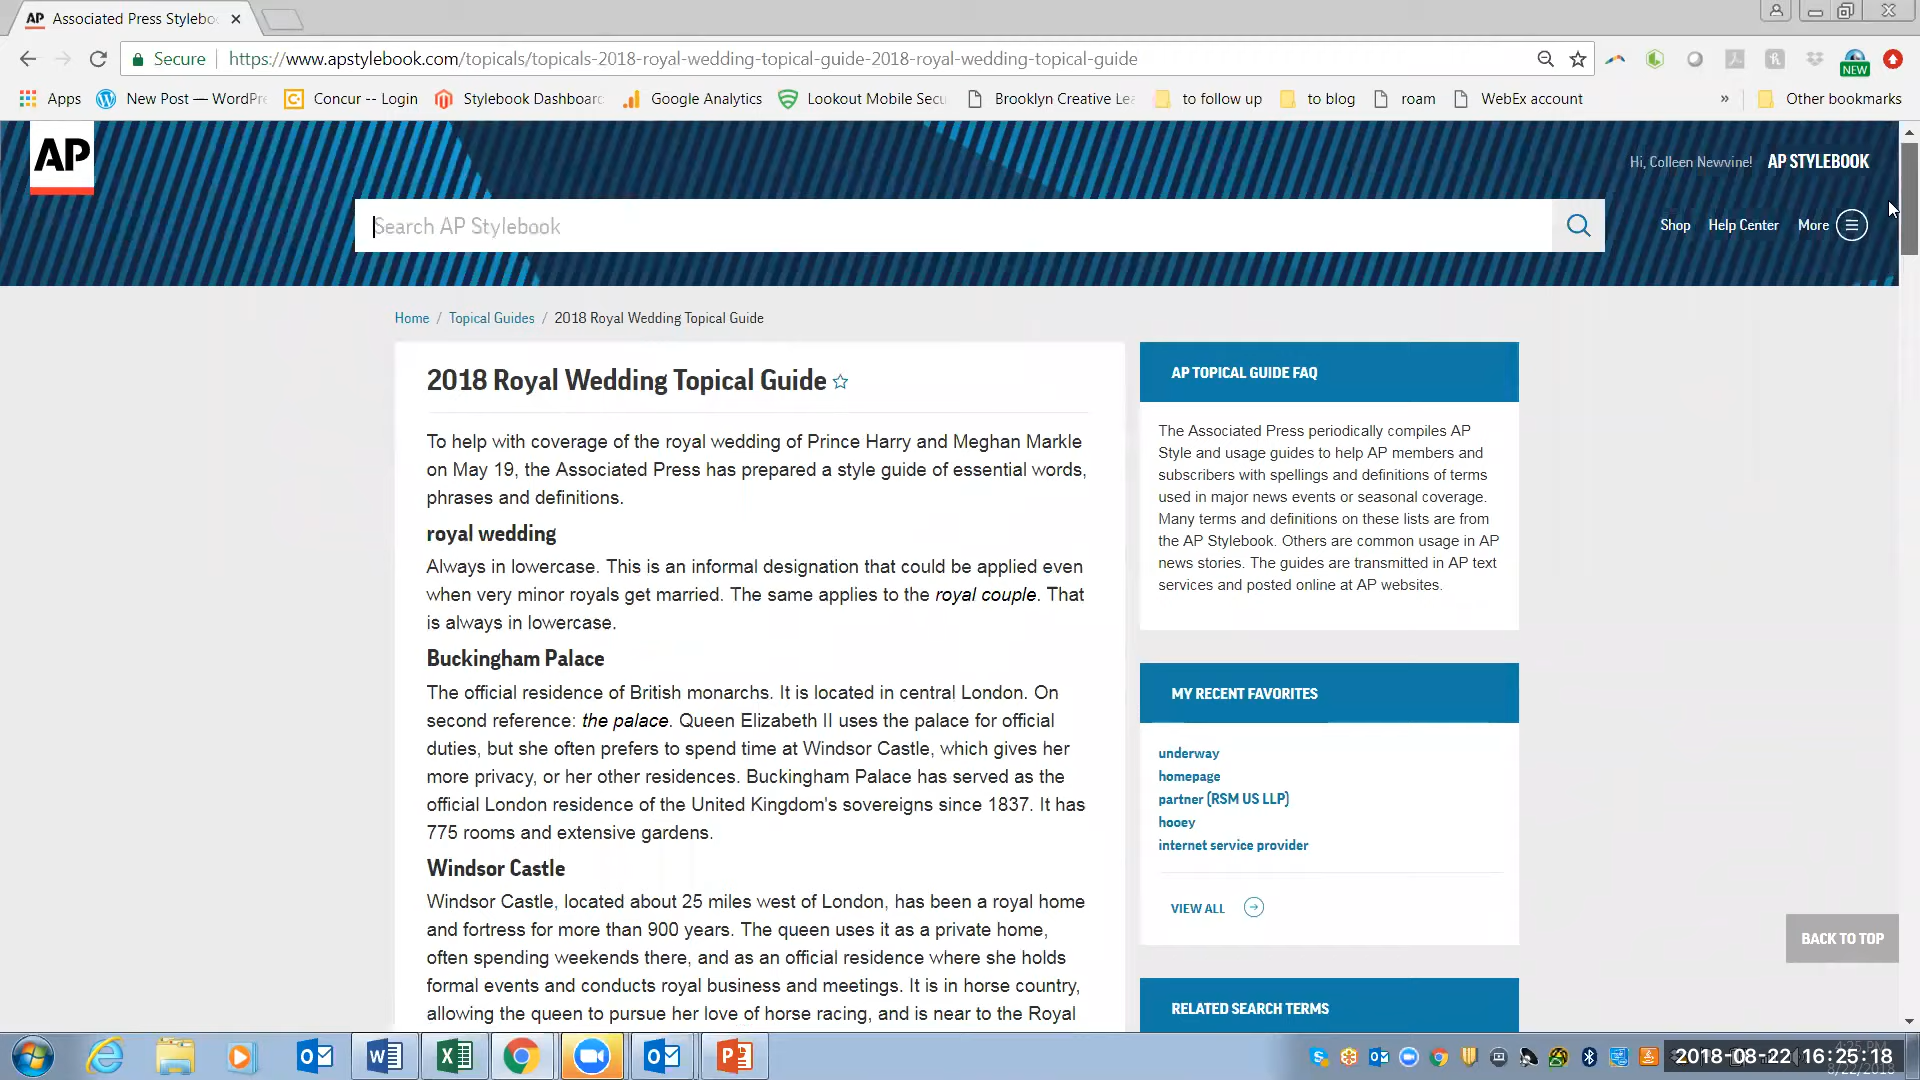 AP Associated Press Stylebo
Secure https://www.apstylebook.com/topicals/topicals-2018-royal-wedding-topical-guide-2018-royal-wedding-topical-guide
NEW
Apps New Post — WordPr Concur -- Login Stylebook Dashboard Google Analytics Lookout Mobile Secu Brooklyn Creative Le to follow up to blog roam WebEx account » Other bookmarks
AP
Hi, Colleen Newvine! AP STYLEBOOK
Search AP Stylebook
Shop Help Center More
Home / Topical Guides / 2018 Royal Wedding Topical Guide
2018 Royal Wedding Topical Guide
To help with coverage of the royal wedding of Prince Harry and Meghan Markle
on May 19, the Associated Press has prepared a style guide of essential words,
phrases and definitions.
royal wedding
Always in lowercase. This is an informal designation that could be applied even
when very minor royals get married. The same applies to the royal couple. That
is always in lowercase.
Buckingham Palace
The official residence of British monarchs. It is located in central London. On
second reference: the palace. Queen Elizabeth II uses the palace for official
duties, but she often prefers to spend time at Windsor Castle, which gives her
more privacy, or her other residences. Buckingham Palace has served as the
official London residence of the United Kingdom's sovereigns since 1837. It has
775 rooms and extensive gardens.
Windsor Castle
Windsor Castle, located about 25 miles west of London, has been a royal home
and fortress for more than 900 years. The queen uses it as a private home,
often spending weekends there, and as an official residence where she holds
formal events and conducts royal business and meetings. It is in horse country,
allowing the queen to pursue her love of horse racing, and is near to the Royal
AP TOPICAL GUIDE FAQ
The Associated Press periodically compiles AP
Style and usage guides to help AP members and
subscribers with spellings and definitions of terms
used in major news events or seasonal coverage.
Many terms and definitions on these lists are from
the AP Stylebook. Others are common usage in AP
news stories. The guides are transmitted in AP text
services and posted online at AP websites.
MY RECENT FAVORITES
underway
homepage
partner (RSM US LLP)
hooey
internet service provider
VIEW ALL
RELATED SEARCH TERMS
BACK TO TOP
2018-08-22 16:25:18